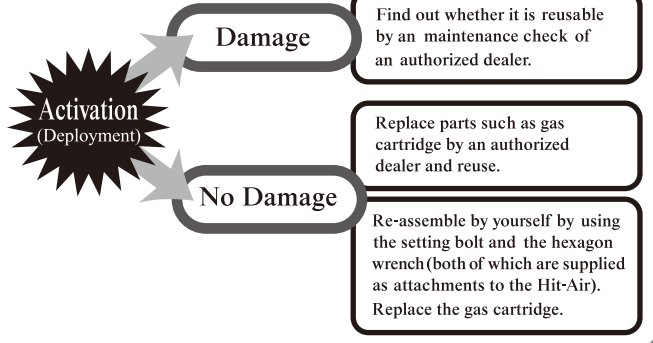 Activation
(Deployment)
Damage
Find out whether it is reusable
by an maintenance check of
an authorized dealer.
No Damage
Replace parts such as gas
cartridge by an authorized
dealer and reuse.
Re-assemble by yourself by using
the setting bolt and the hexagon
wrench(both of which are supplied
as attachments to the Hit-Air).
Replace the gas cartridge.